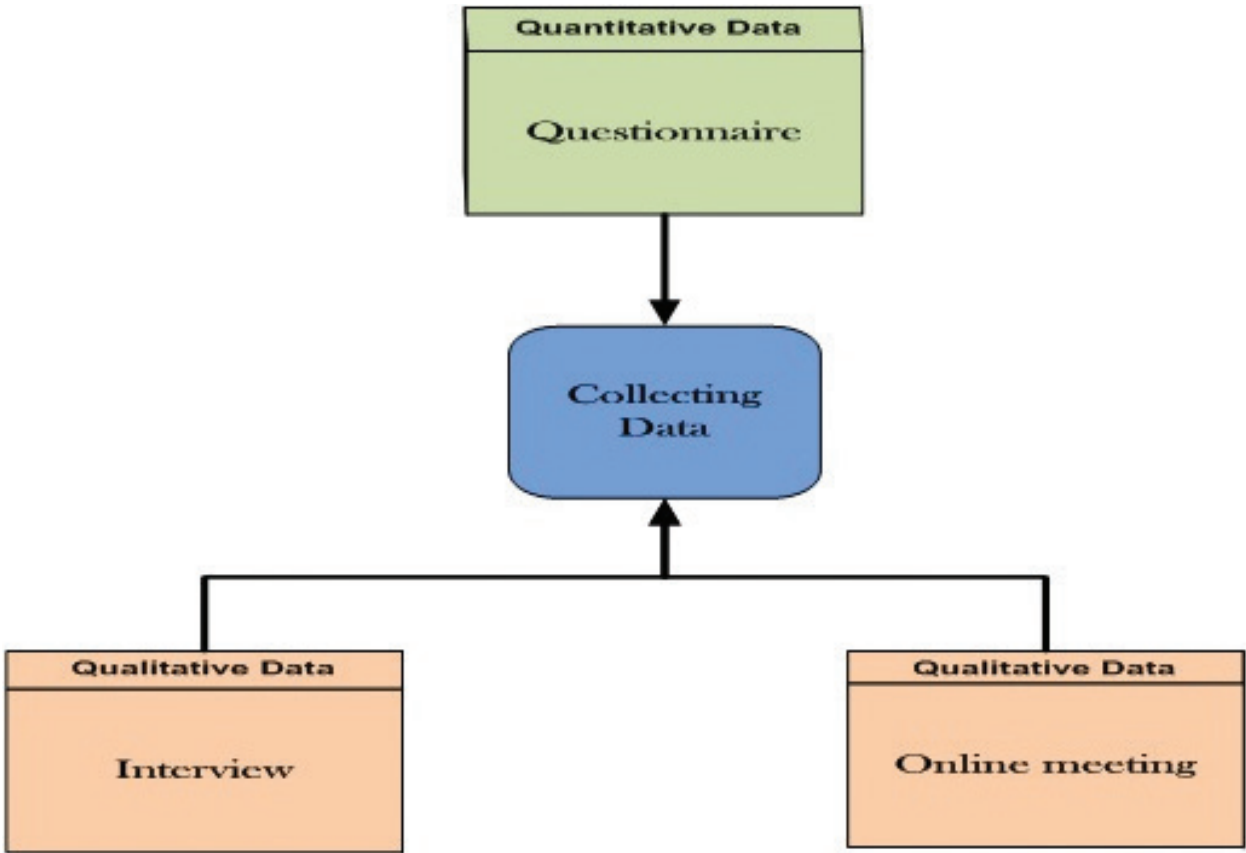 Quantitative Data
Questionnaire
Collecting
Data
Qualitative Data
Interview
Qualitative Data
Online meeting